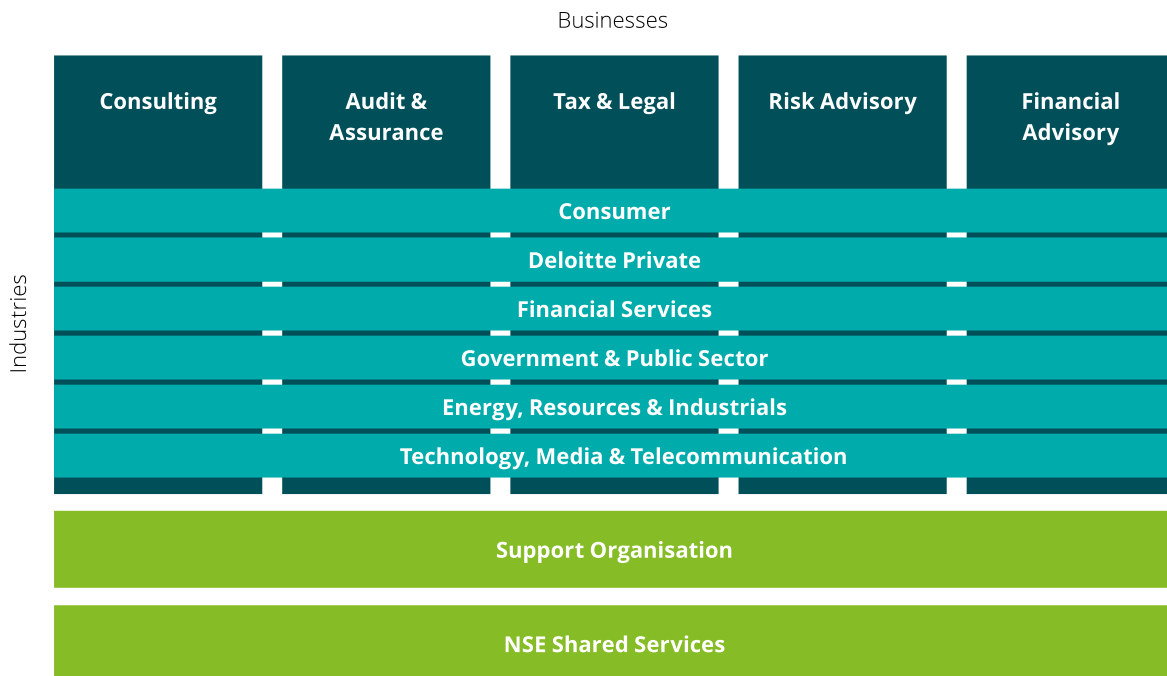 Businesses
Consulting
Audit &
Assurance
Tax & Legal
Risk Advisory
Financial
Advisory
Industries
Consumer
Deloitte Private
Financial Services
Government & Public Sector
Energy, Resources & Industrials
Technology, Media & Telecommunication
Support Organisation
NSE Shared Services